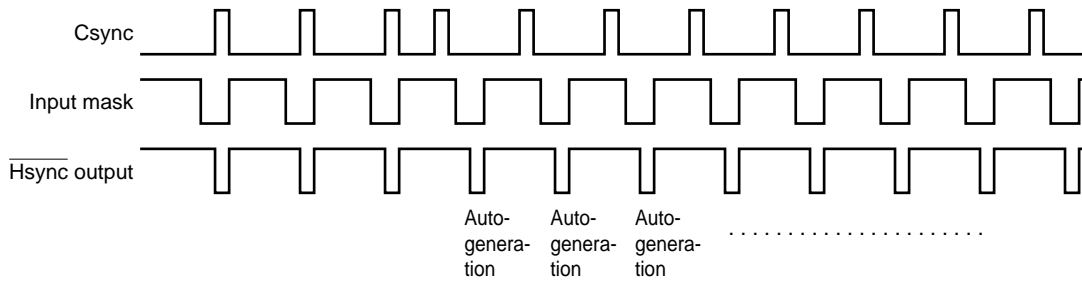 Csync
Input mask
Hsync output
Auto- Auto- Auto-
genera- genera- genera- . . . . . . . . . . . . . . . . . . . . . .
tion tion tion